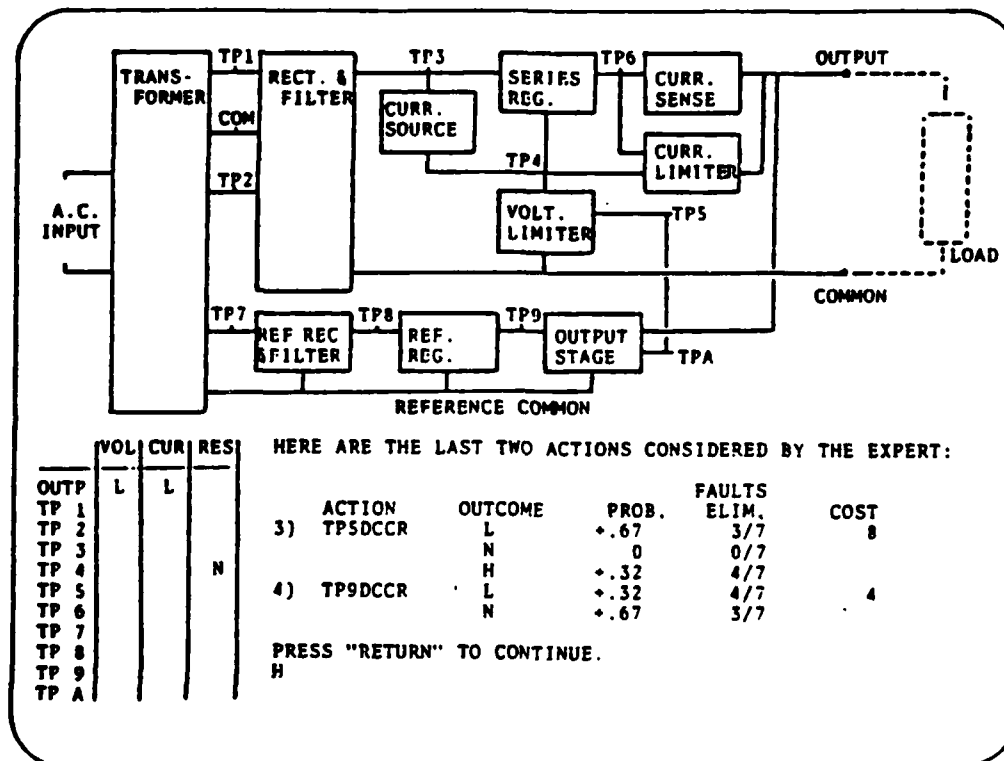 TP1
TP3
TP6
OUTPUT
TRANS-
FORMER
RECT. &
FILTER
SERIES
REG.
CURR.
SENSE
COM
CURR.
SOURCE
TP4
CURR.
LIMITER
TP2
A.C.
INPUT
VOLT.
LIMITER
TP5
LOAD
COMMON
TP7
TP8
TP9
REF REC
&FILTER
REF.
REG.
OUTPUT
STAGE
TPA
REFERENCE COMMON
VOL CUR RES
OUTP L L
TP 1
TP 2
TP 3
TP 4 N
TP 5
TP 6
TP 7
TP 8
TP 9
TP A
HERE ARE THE LAST TWO ACTIONS CONSIDERED BY THE EXPERT:
FAULTS
ACTION OUTCOME PROB. ELIM. COST
3) TP5DCCR L +.67 3/7 8
N 0 0/7
H +.32 4/7
4) TP9DCCR L +.32 4/7 4
N +.67 3/7
PRESS "RETURN" TO CONTINUE.
H